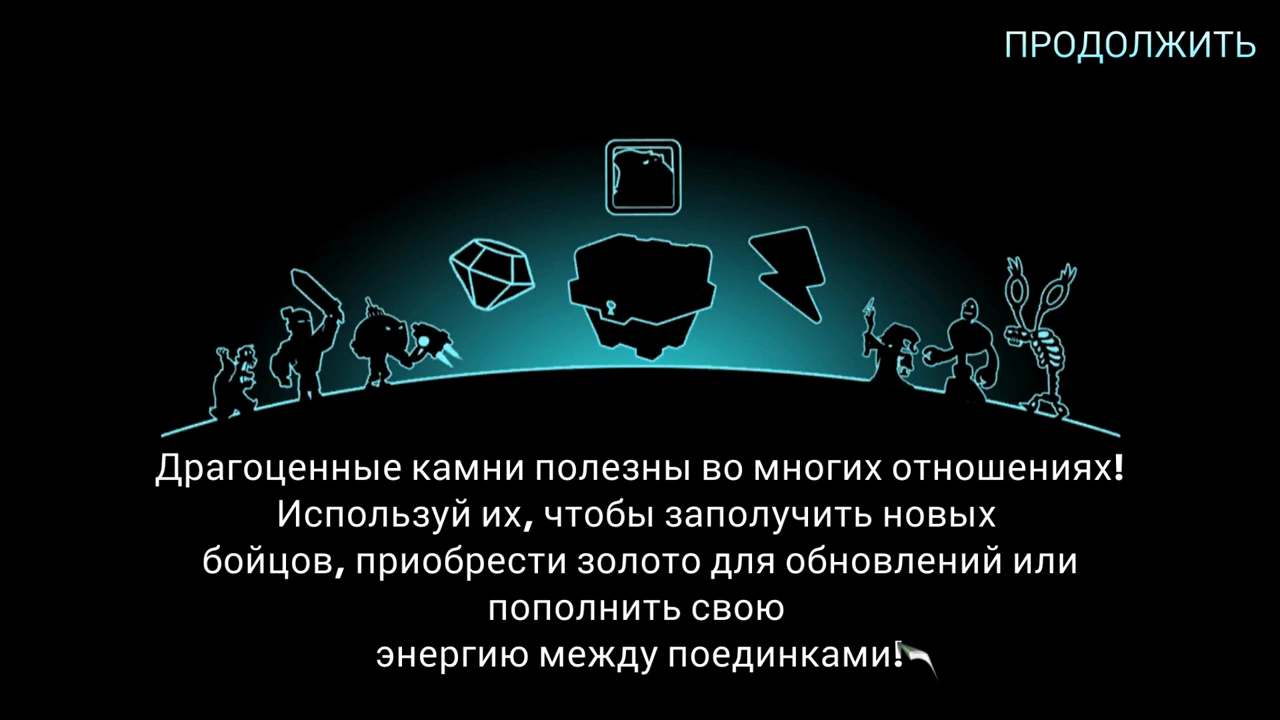 ПРОДОЛЖИТЬ
Драгоценные камни полезны во многих отношениях!
Используй их, чтобы заполучить новых
бойцов, приобрести золото для обновлений или
пополнить свою
энергию между поединками!